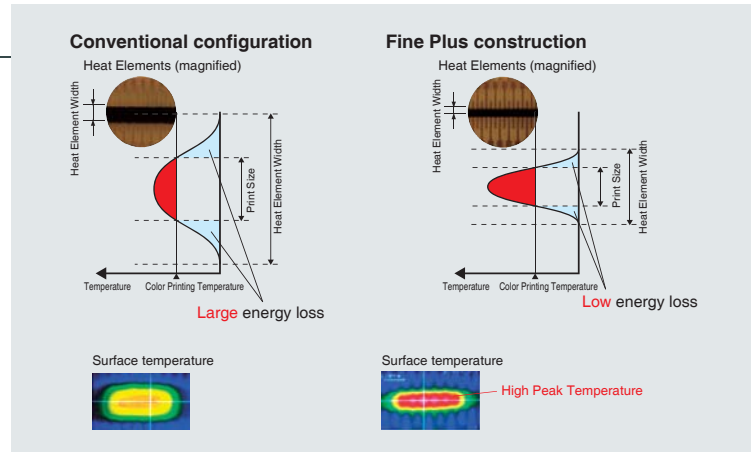 Conventional configuration
Heat Elements (magnified)
Heat Element Width
Print Size
Heat Element Width
Temperature
Color Printing Temperature
Large energy loss
Surface temperature
Fine Plus construction
Heat Elements (magnified)
Heat Element Width
Print Size
Heat Element Width
Temperature
Color Printing Temperature
Low energy loss
Surface temperature
High Peak Temperature